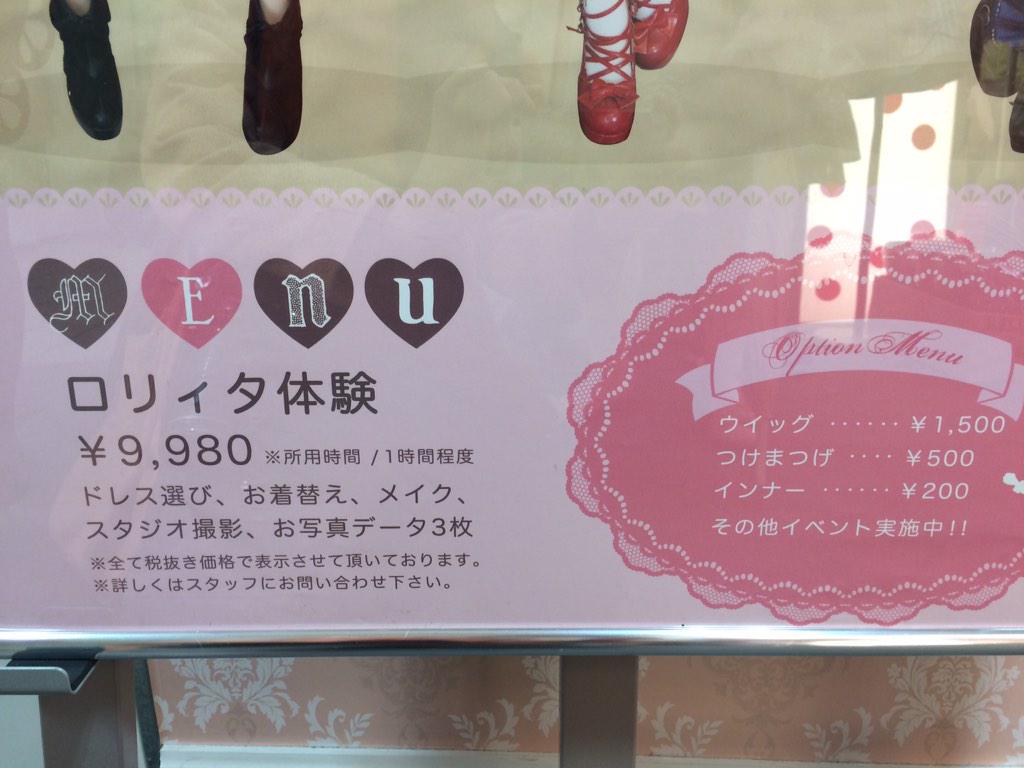 MEnu
ロリィタ体験
¥9,980 ※所用時間 /1時間程度
ドレス選び、お着替え、メイク、
スタジオ撮影、お写真データ3枚
※全て税抜き価格で表示させて頂いております。
※詳しくはスタッフにお問い合わせ下さい。
Option Menu
ウイッグ ‥‥‥ ¥1,500
つけまつげ ‥‥ ¥500
インナー ‥‥‥ ¥200
その他イベント実施中!!